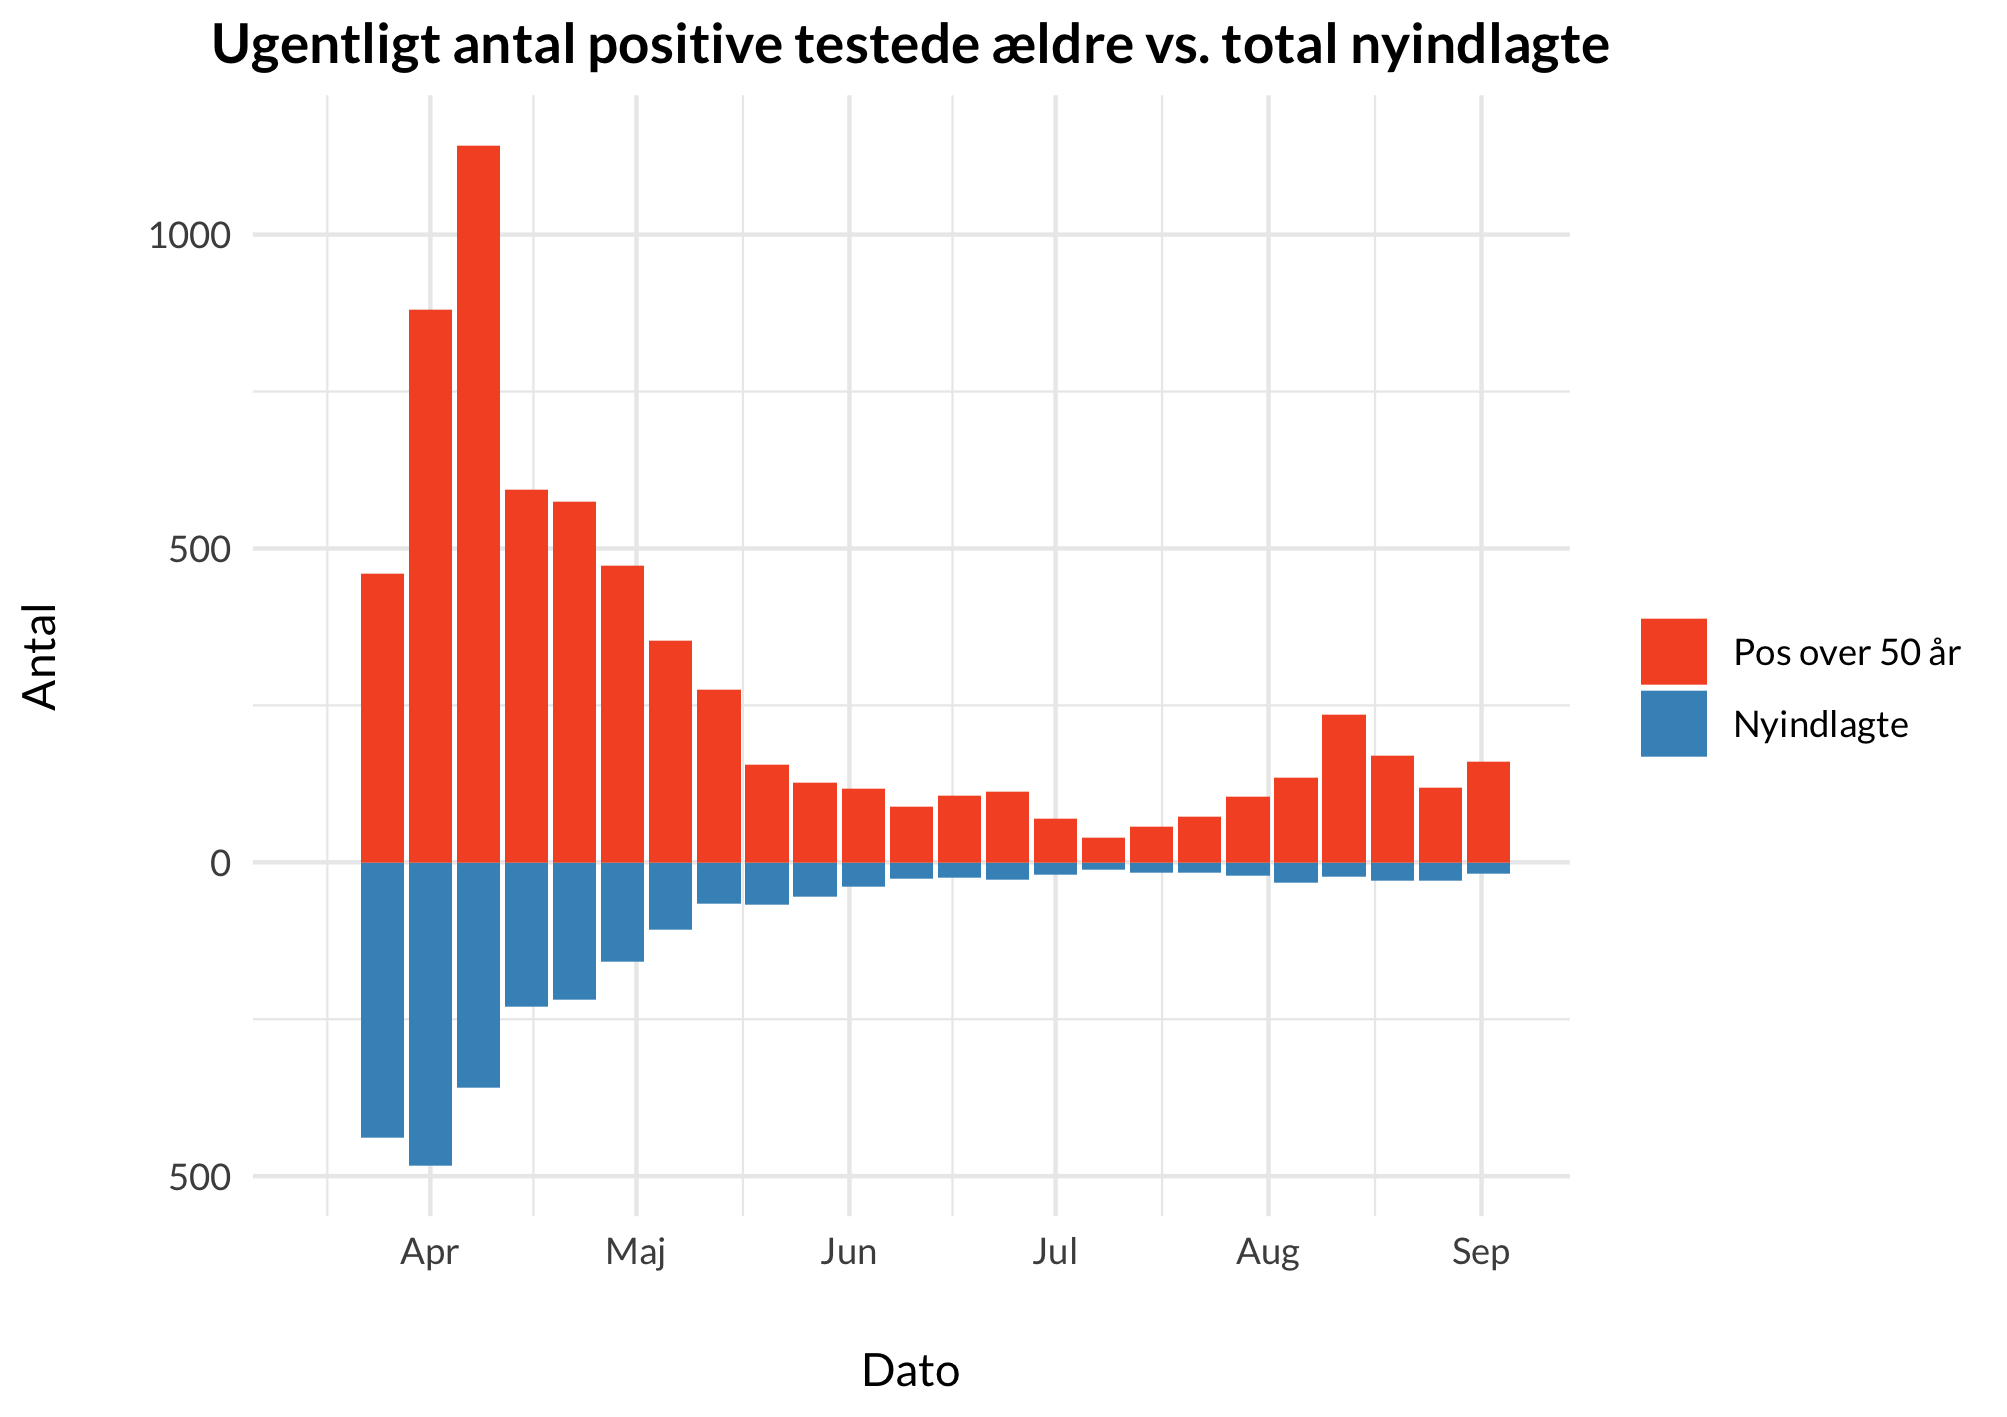 Ugentligt antal positive testede ældre vs. total nyindlagte
Antal
1000
500
0
500
Apr Maj Jun Jul Aug Sep
Dato
Pos over 50 år
Nyindlagte